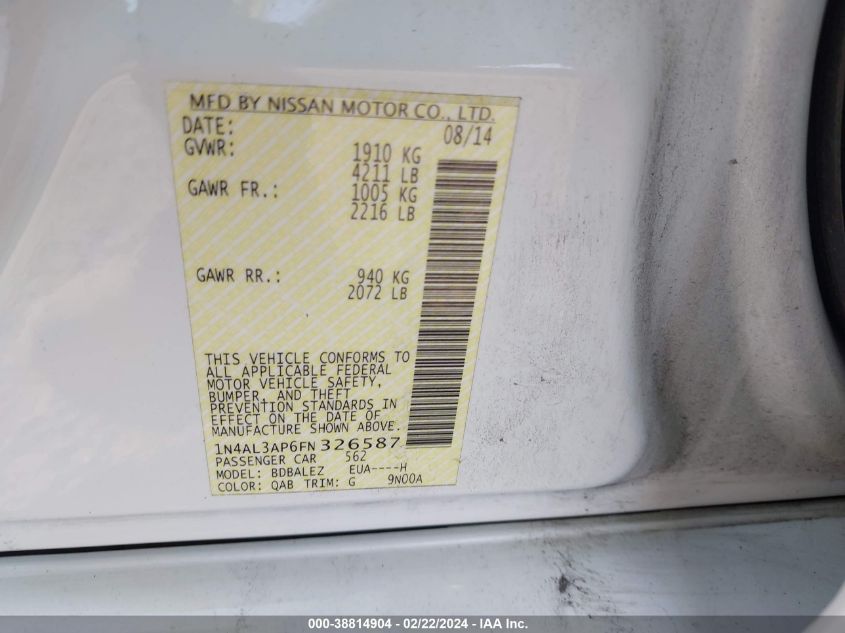 MFD BY NISSAN MOTOR CO., LTD.
DATE: 08/14
GVWR: 1910 KG
4211 LB
GAWR FR.: 1005 KG
2216 LB
GAWR RR.: 940 KG
2072 LB
THIS VEHICLE CONFORMS TO
ALL APPLICABLE FEDERAL
MOTOR VEHICLE SAFETY,
BUMPER, AND THEFT
PREVENTION STANDARDS IN
EFFECT ON THE DATE OF
MANUFACTURE SHOWN ABOVE.
1N4AL3AP6FN326587
PASSENGER CAR 562
MODEL: BDBALEZ EUA----H
COLOR: QAB TRIM: G 9N00A
000-38814904 - 02/22/2024 - IAA Inc.